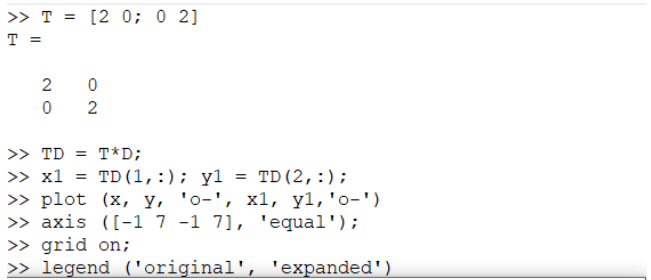 >> T = [2 0; 0 2]
T =
2 0
0 2
>> TD = T*D;
>> x1 = TD(1,:); y1 = TD(2,:);
>> plot (x, y, 'o-', x1, y1,'o-')
>> axis ([-1 7 -1 7], 'equal');
>> grid on;
>> legend ('original', 'expanded')